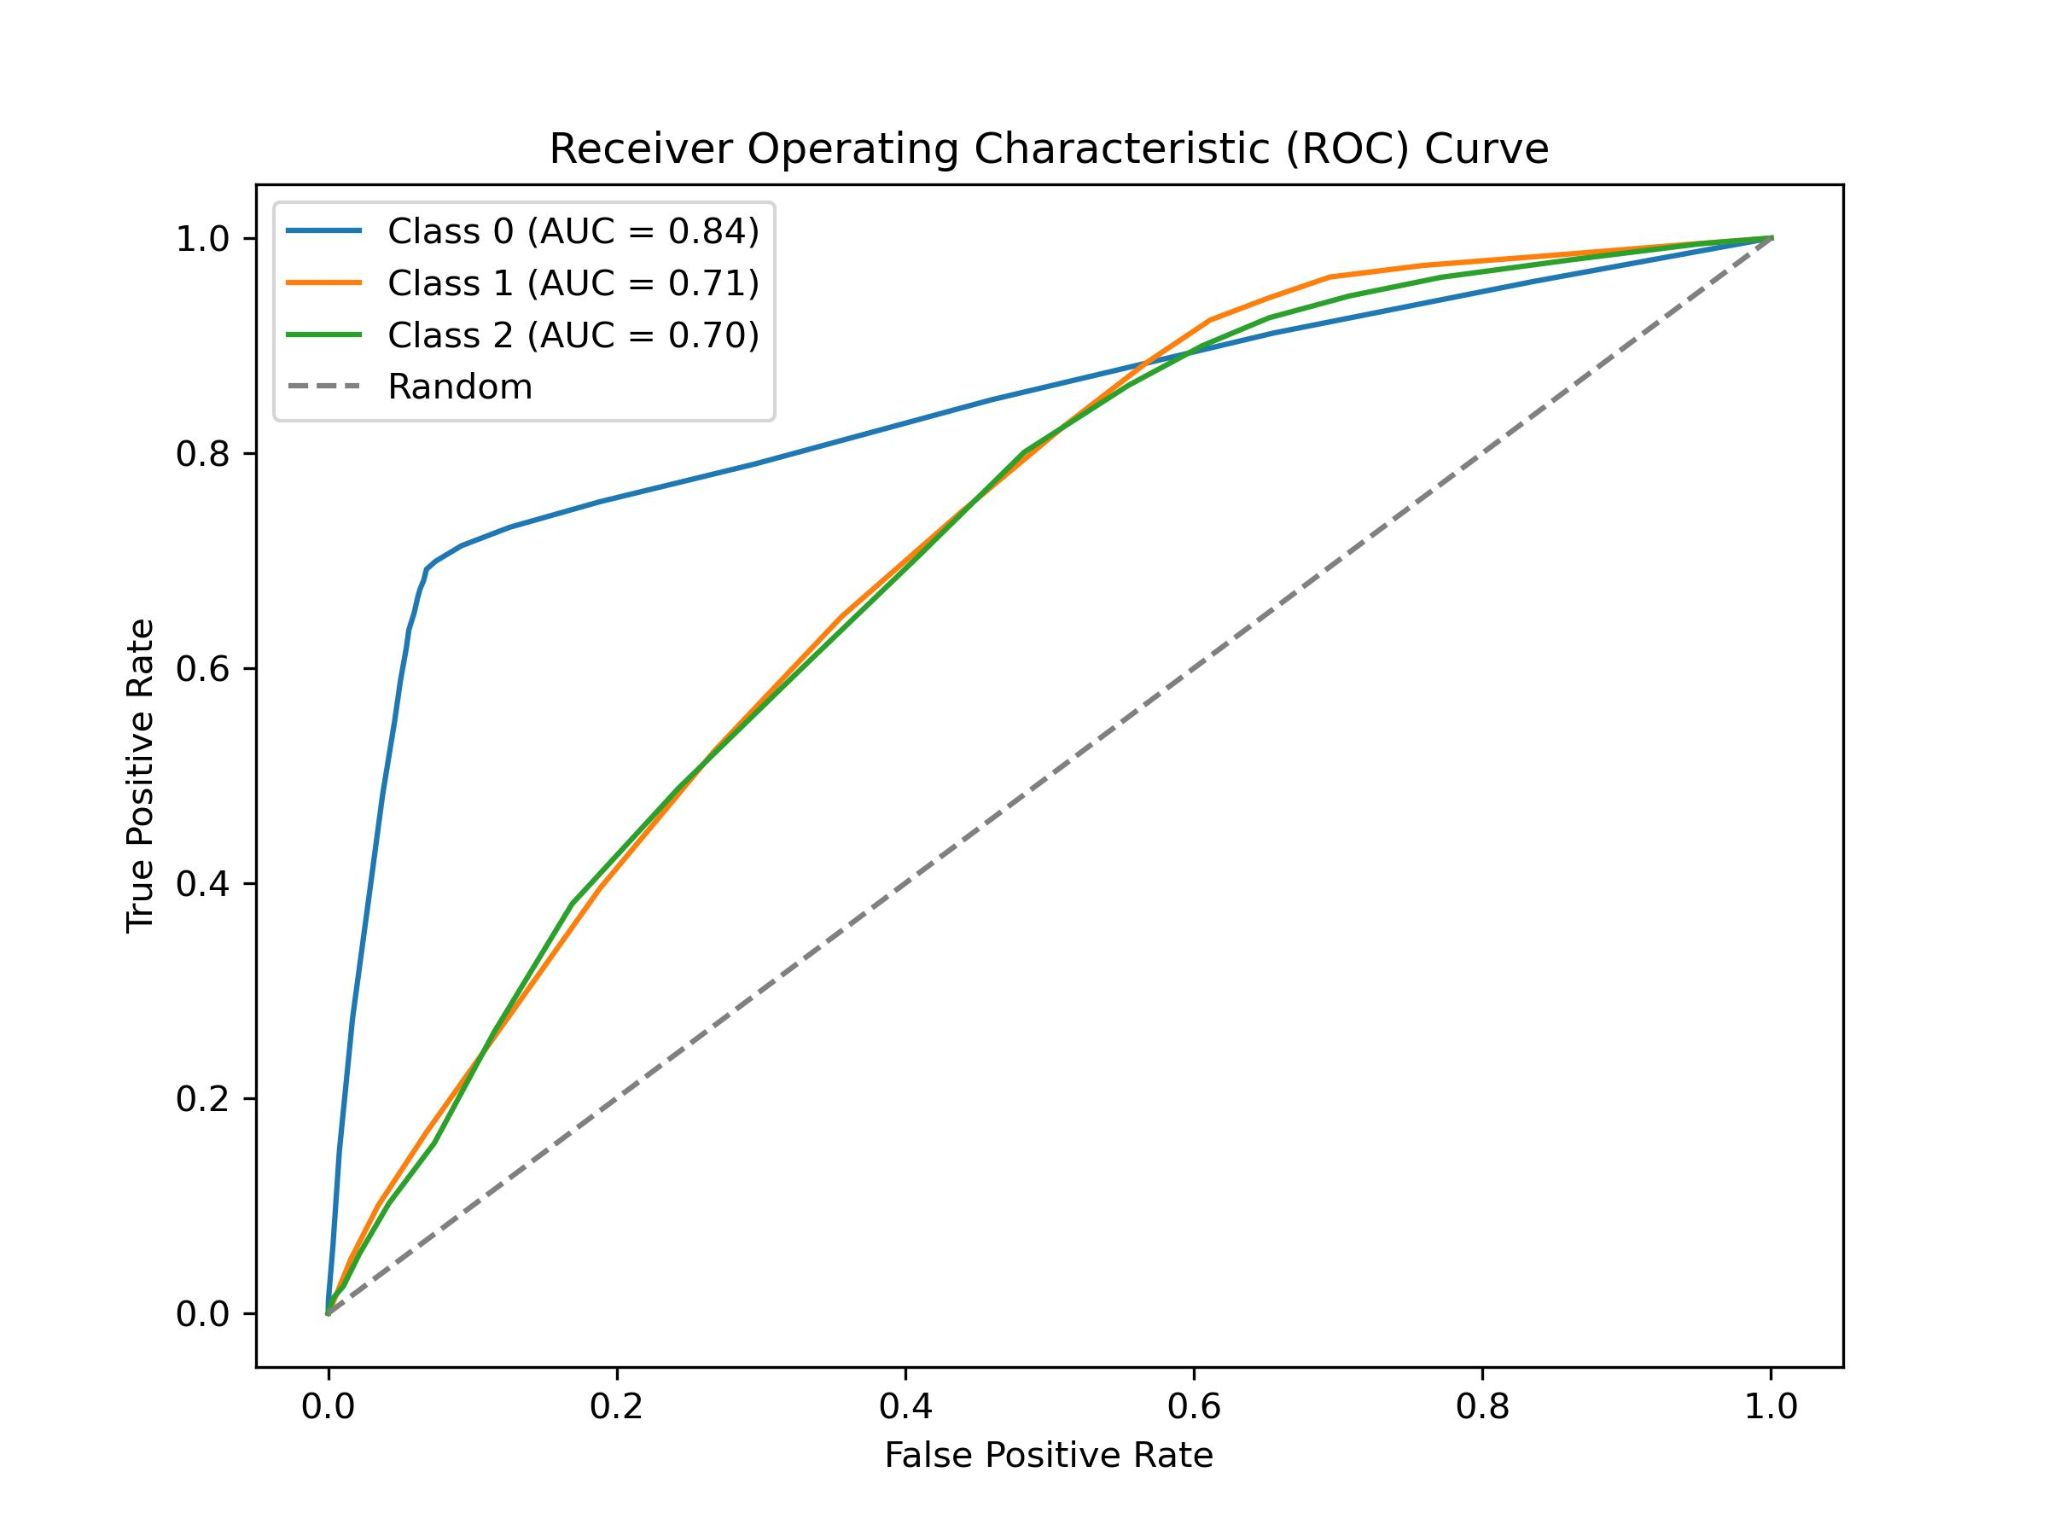 Receiver Operating Characteristic (ROC) Curve
Class 0 (AUC = 0.84)
Class 1 (AUC = 0.71)
Class 2 (AUC = 0.70)
Random
1.0
0.8
0.6
0.4
0.2
0.0
True Positive Rate
0.0 0.2 0.4 0.6 0.8 1.0
False Positive Rate